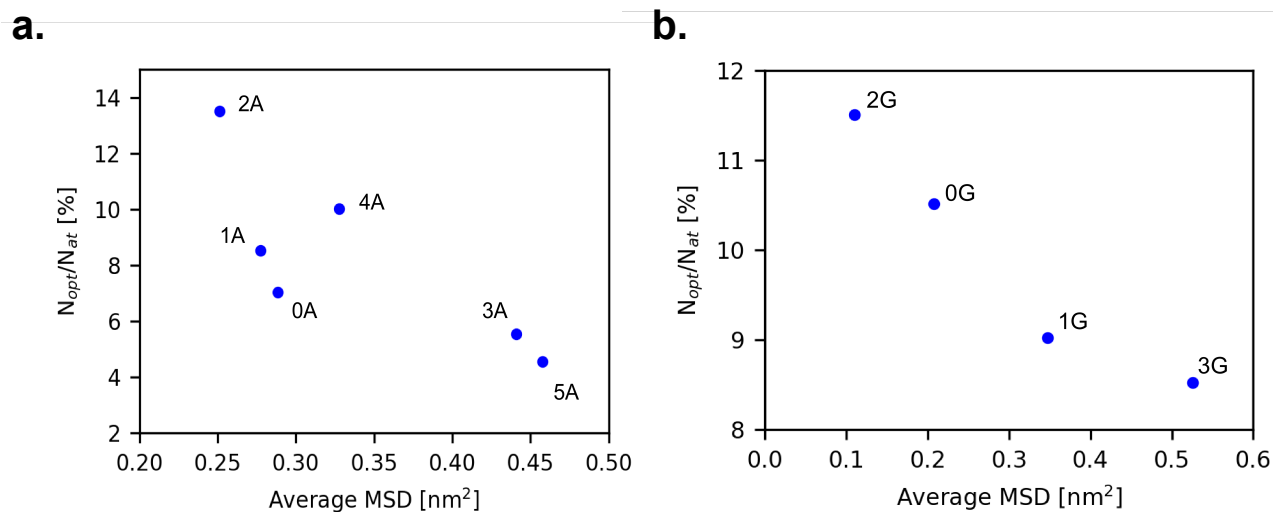 a.
14
12
10
8
6
4
2
0.20 0.25 0.30 0.35 0.40 0.45 0.50
N_opt/N_at [%]
Average MSD [nm²]
2A
4A
1A
0A
3A
5A
b.
12
11
10
9
8
0.0 0.1 0.2 0.3 0.4 0.5 0.6
N_opt/N_at [%]
Average MSD [nm²]
2G
0G
1G
3G